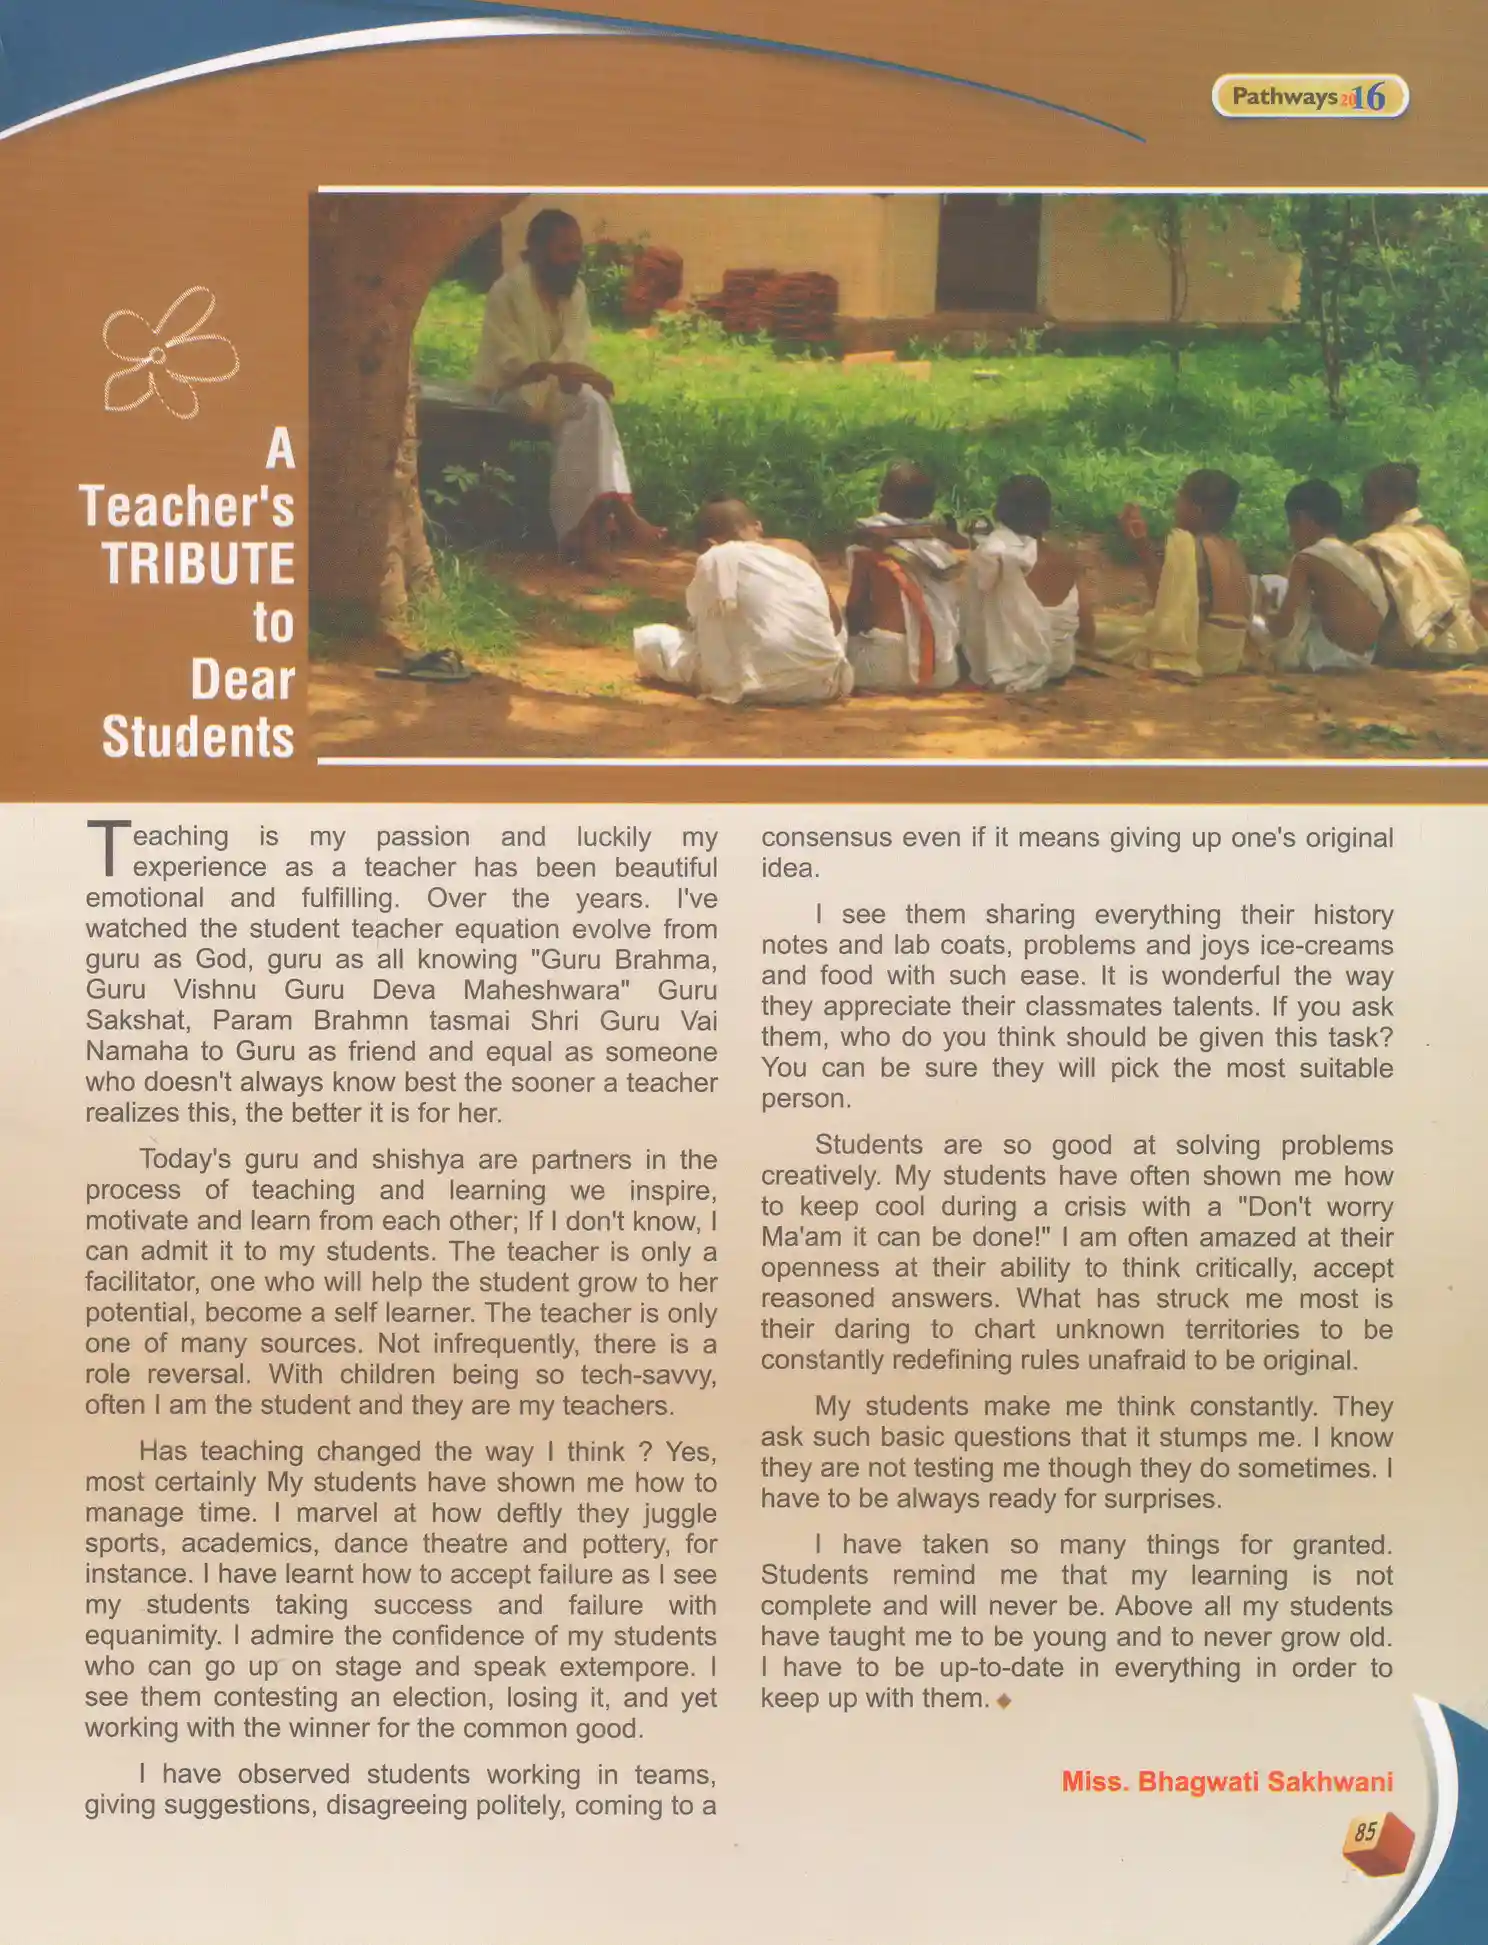 Pathways 2016
A
Teacher's
TRIBUTE
to
Dear
Students
Teaching is my passion and luckily my
experience as a teacher has been beautiful
emotional and fulfilling. Over the years. I've
watched the student teacher equation evolve from
guru as God, guru as all knowing "Guru Brahma,
Guru Vishnu Guru Deva Maheshwara" Guru
Sakshat, Param Brahmn tasmai Shri Guru Vai
Namaha to Guru as friend and equal as someone
who doesn't always know best the sooner a teacher
realizes this, the better it is for her.
Today's guru and shishya are partners in the
process of teaching and learning we inspire,
motivate and learn from each other; If I don't know, I
can admit it to my students. The teacher is only a
facilitator, one who will help the student grow to her
potential, become a self learner. The teacher is only
one of many sources. Not infrequently, there is a
role reversal. With children being so tech-savvy,
often I am the student and they are my teachers.
Has teaching changed the way I think ? Yes,
most certainly My students have shown me how to
manage time. I marvel at how deftly they juggle
sports, academics, dance theatre and pottery, for
instance. I have learnt how to accept failure as I see
my students taking success and failure with
equanimity. I admire the confidence of my students
who can go up on stage and speak extempore. I
see them contesting an election, losing it, and yet
working with the winner for the common good.
I have observed students working in teams,
giving suggestions, disagreeing politely, coming to a
consensus even if it means giving up one's original
idea.
I see them sharing everything their history
notes and lab coats, problems and joys ice-creams
and food with such ease. It is wonderful the way
they appreciate their classmates talents. If you ask
them, who do you think should be given this task?
You can be sure they will pick the most suitable
person.
Students are so good at solving problems
creatively. My students have often shown me how
to keep cool during a crisis with a "Don't worry
Ma'am it can be done!" I am often amazed at their
openness at their ability to think critically, accept
reasoned answers. What has struck me most is
their daring to chart unknown territories to be
constantly redefining rules unafraid to be original.
My students make me think constantly. They
ask such basic questions that it stumps me. I know
they are not testing me though they do sometimes. I
have to be always ready for surprises.
I have taken so many things for granted.
Students remind me that my learning is not
complete and will never be. Above all my students
have taught me to be young and to never grow old.
I have to be up-to-date in everything in order to
keep up with them. ◆
Miss. Bhagwati Sakhwani
85